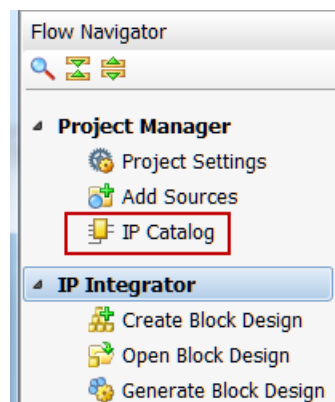 Flow Navigator
Project Manager
Project Settings
Add Sources
IP Catalog
IP Integrator
Create Block Design
Open Block Design
Generate Block Design